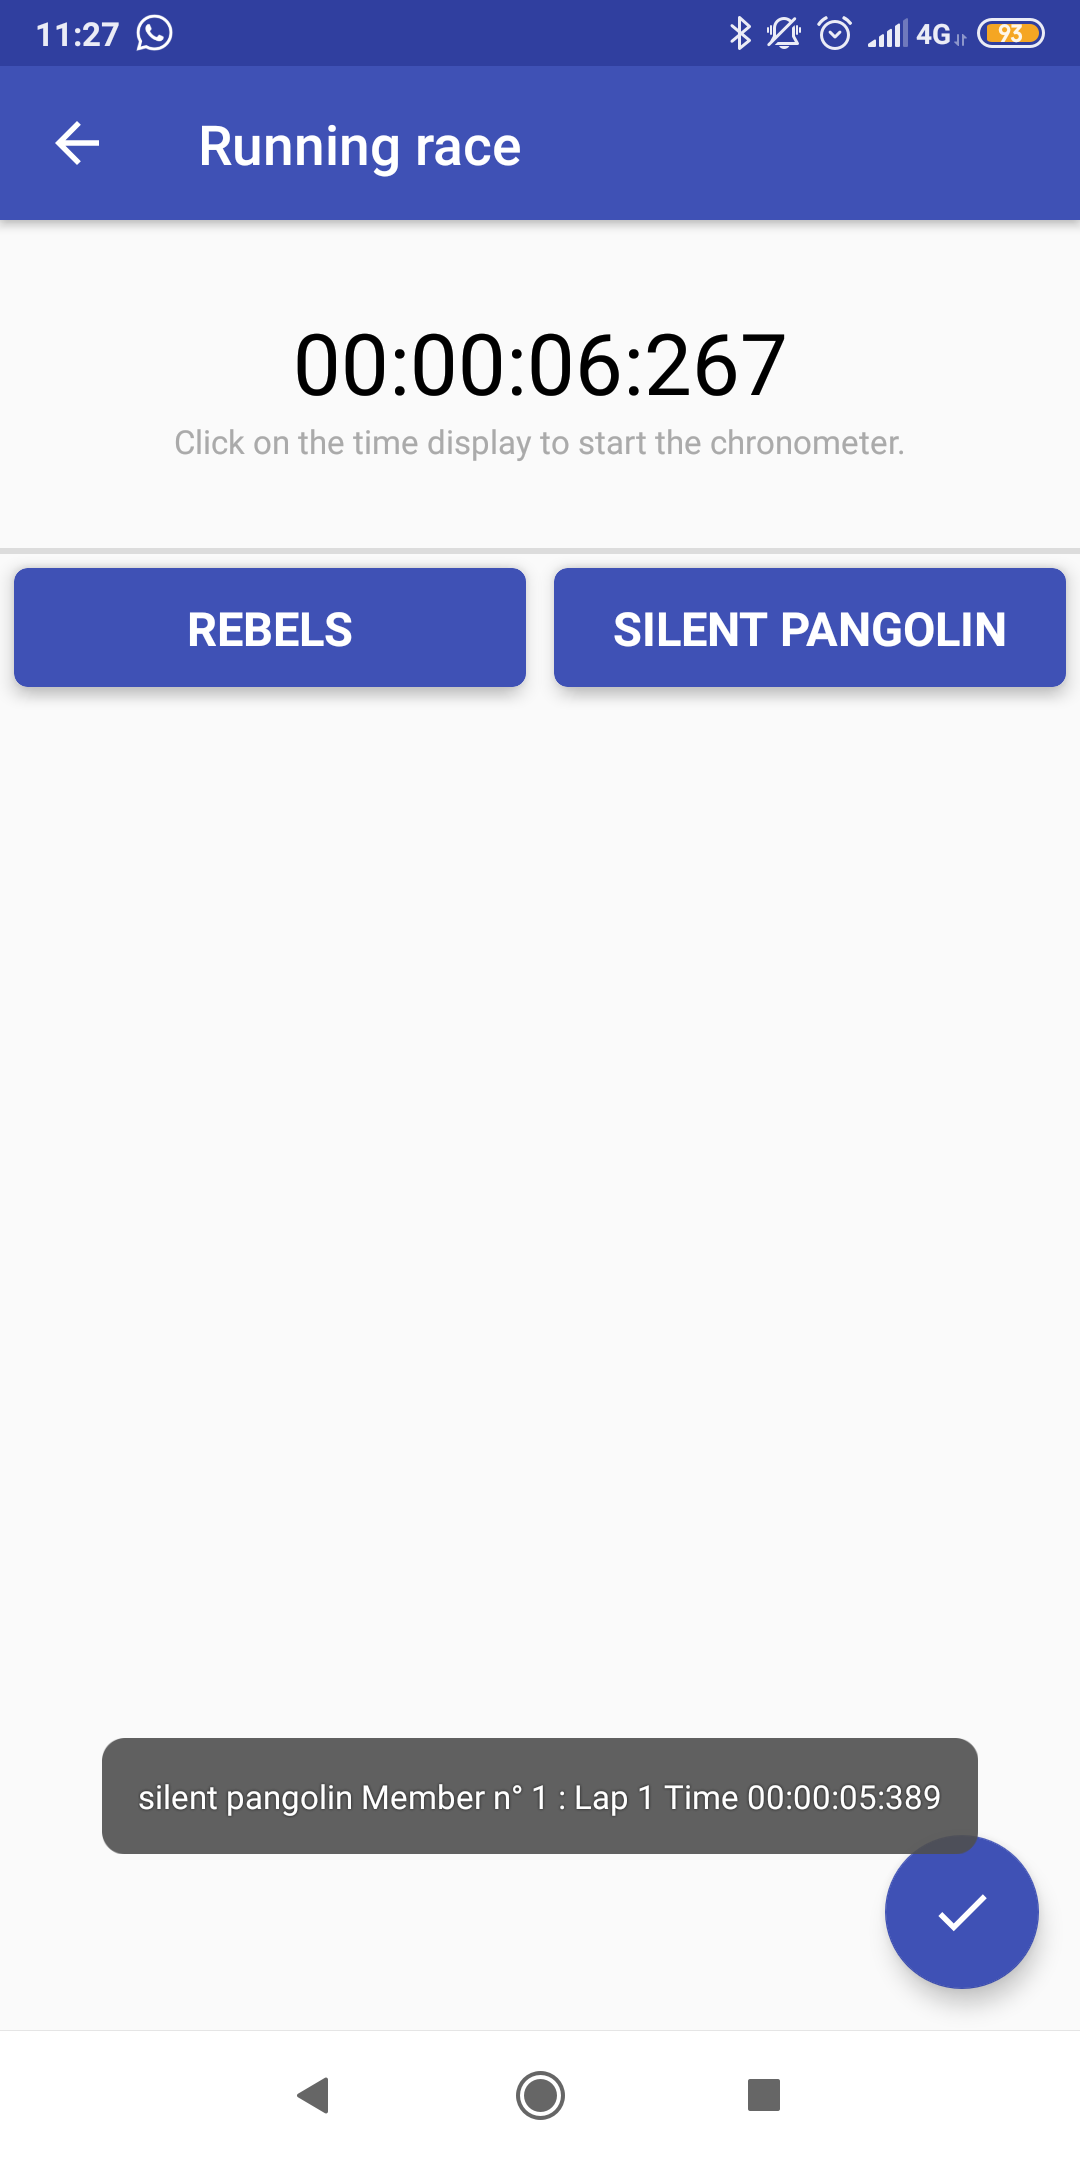 11:27 4G 93
Running race
00:00:06:267
Click on the time display to start the chronometer.
REBELS SILENT PANGOLIN
silent pangolin Member n° 1 : Lap 1 Time 00:00:05:389